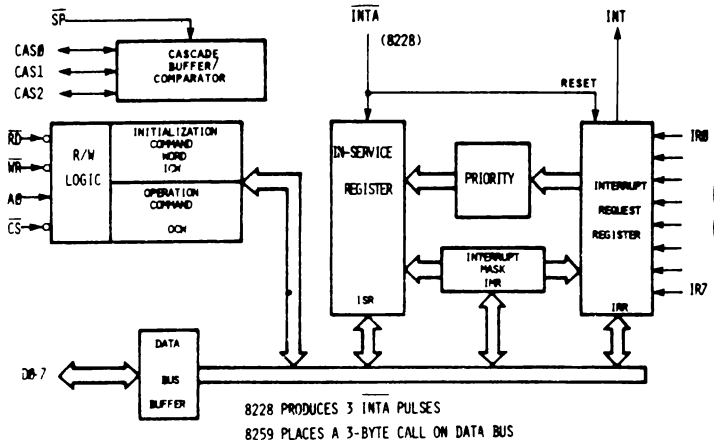 SP
CAS0
CAS1
CAS2
CASCADE
BUFFER/
COMPARATOR
INTA
(8228)
INT
RESET
RD
WR
A0
CS
R/W
LOGIC
INITIALIZATION
COMMAND
WORD
ICW
OPERATION
COMMAND
OCW
IN-SERVICE
REGISTER
ISR
PRIORITY
INTERRUPT
MASK
IMR
INTERRUPT
REQUEST
REGISTER
IRR
IR0
IR7
D0-7
DATA
BUS
BUFFER
8228 PRODUCES 3 INTA PULSES
8259 PLACES A 3-BYTE CALL ON DATA BUS